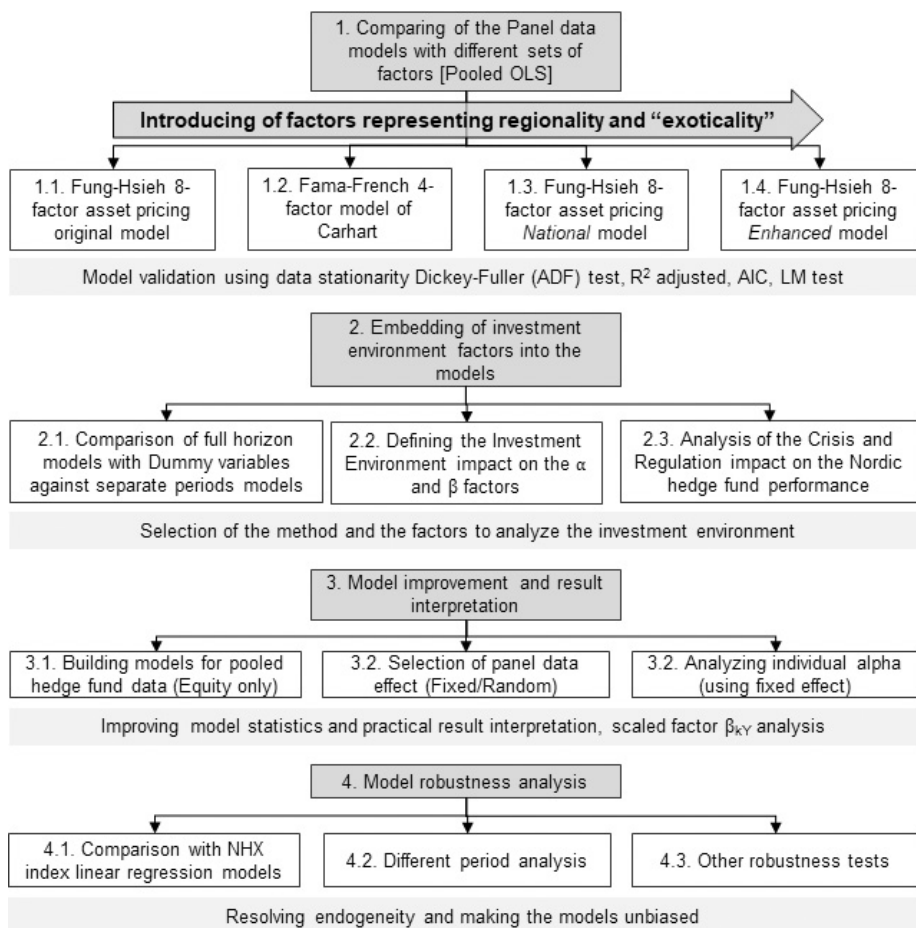 1. Comparing of the Panel data
models with different sets of
factors [Pooled OLS]
Introducing of factors representing regionality and “exoticality”
1.1. Fung-Hsieh 8-
factor asset pricing
original model
1.2. Fama-French 4-
factor model of
Carhart
1.3. Fung-Hsieh 8-
factor asset pricing
National model
1.4. Fung-Hsieh 8-
factor asset pricing
Enhanced model
Model validation using data stationarity Dickey-Fuller (ADF) test, R² adjusted, AIC, LM test
2. Embedding of investment
environment factors into the
models
2.1. Comparison of full horizon
models with Dummy variables
against separate periods models
2.2. Defining the Investment
Environment impact on the α
and β factors
2.3. Analysis of the Crisis and
Regulation impact on the Nordic
hedge fund performance
Selection of the method and the factors to analyze the investment environment
3. Model improvement and result
interpretation
3.1. Building models for pooled
hedge fund data (Equity only)
3.2. Selection of panel data
effect (Fixed/Random)
3.2. Analyzing individual alpha
(using fixed effect)
Improving model statistics and practical result interpretation, scaled factor βkY analysis
4. Model robustness analysis
4.1. Comparison with NHX
index linear regression models
4.2. Different period analysis
4.3. Other robustness tests
Resolving endogeneity and making the models unbiased